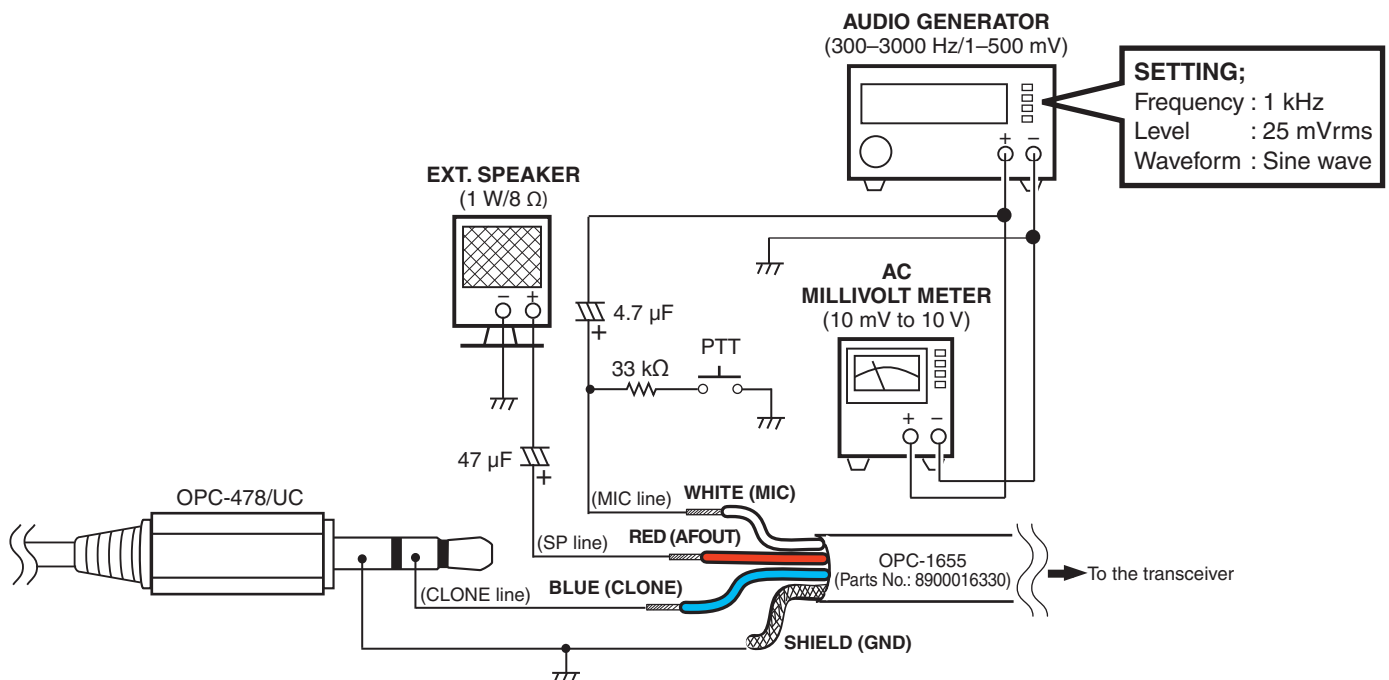 AUDIO GENERATOR
(300–3000 Hz/1–500 mV)
SETTING;
Frequency : 1 kHz
Level : 25 mVrms
Waveform : Sine wave
+ −
EXT. SPEAKER
(1 W/8 Ω)
− +
4.7 µF
+
AC
MILLIVOLT METER
(10 mV to 10 V)
+ −
33 kΩ
PTT
47 µF
+
OPC-478/UC
(MIC line)
WHITE (MIC)
(SP line)
RED (AFOUT)
(CLONE line)
BLUE (CLONE)
SHIELD (GND)
OPC-1655
(Parts No.: 8900016330)
To the transceiver